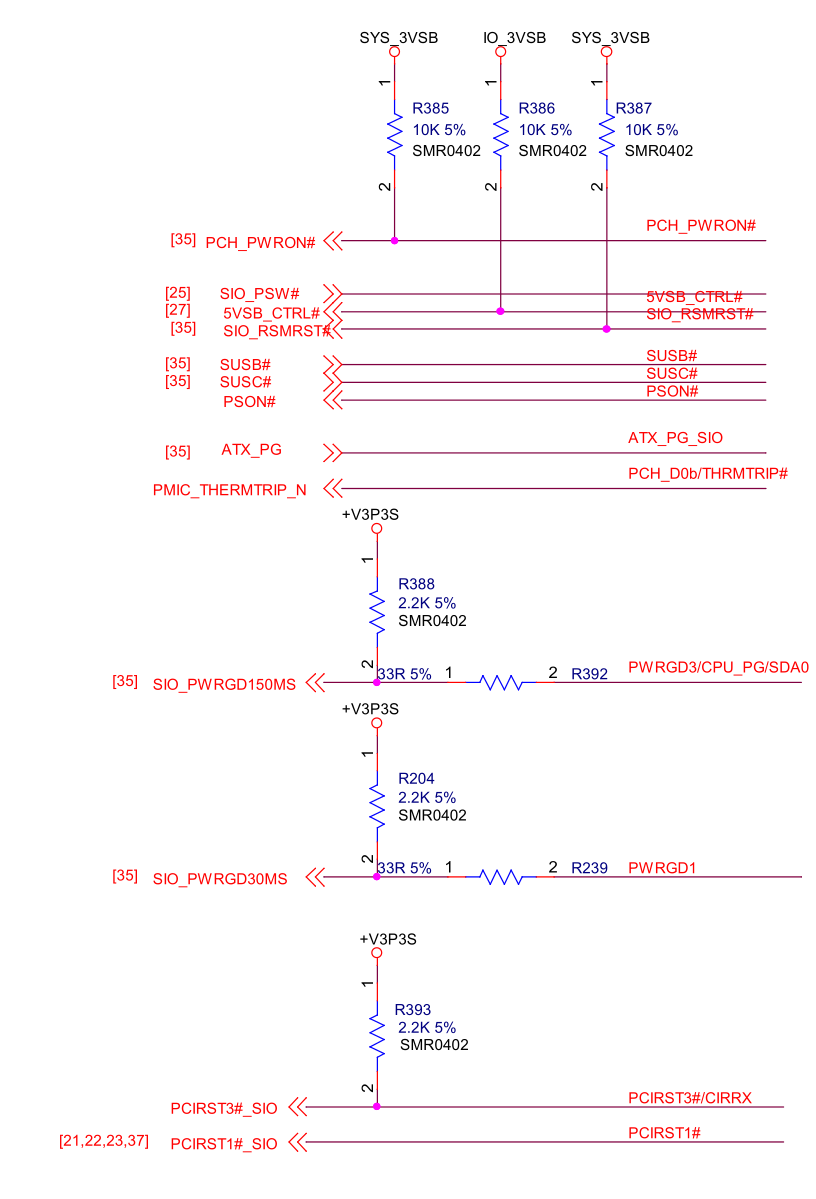 SYS_3VSB IO_3VSB SYS_3VSB
1 1 1
R385 R386 R387
10K 5% 10K 5% 10K 5%
SMR0402 SMR0402 SMR0402
2 2 2
[35] PCH_PWRON# PCH_PWRON#
[25] SIO_PSW#
[27] 5VSB_CTRL# 5VSB_CTRL#
[35] SIO_RSMRST# SIO_RSMRST#
[35] SUSB# SUSB#
[35] SUSC# SUSC#
PSON# PSON#
[35] ATX_PG ATX_PG_SIO
PMIC_THERMTRIP_N PCH_D0b/THRMTRIP#
+V3P3S
1
R388
2.2K 5%
SMR0402
2
[35] SIO_PWRGD150MS 33R 5% 1 2 R392 PWRGD3/CPU_PG/SDA0
+V3P3S
1
R204
2.2K 5%
SMR0402
2
[35] SIO_PWRGD30MS 33R 5% 1 2 R239 PWRGD1
+V3P3S
1
R393
2.2K 5%
SMR0402
2
PCIRST3#_SIO PCIRST3#/CIRRX
[21,22,23,37] PCIRST1#_SIO PCIRST1#